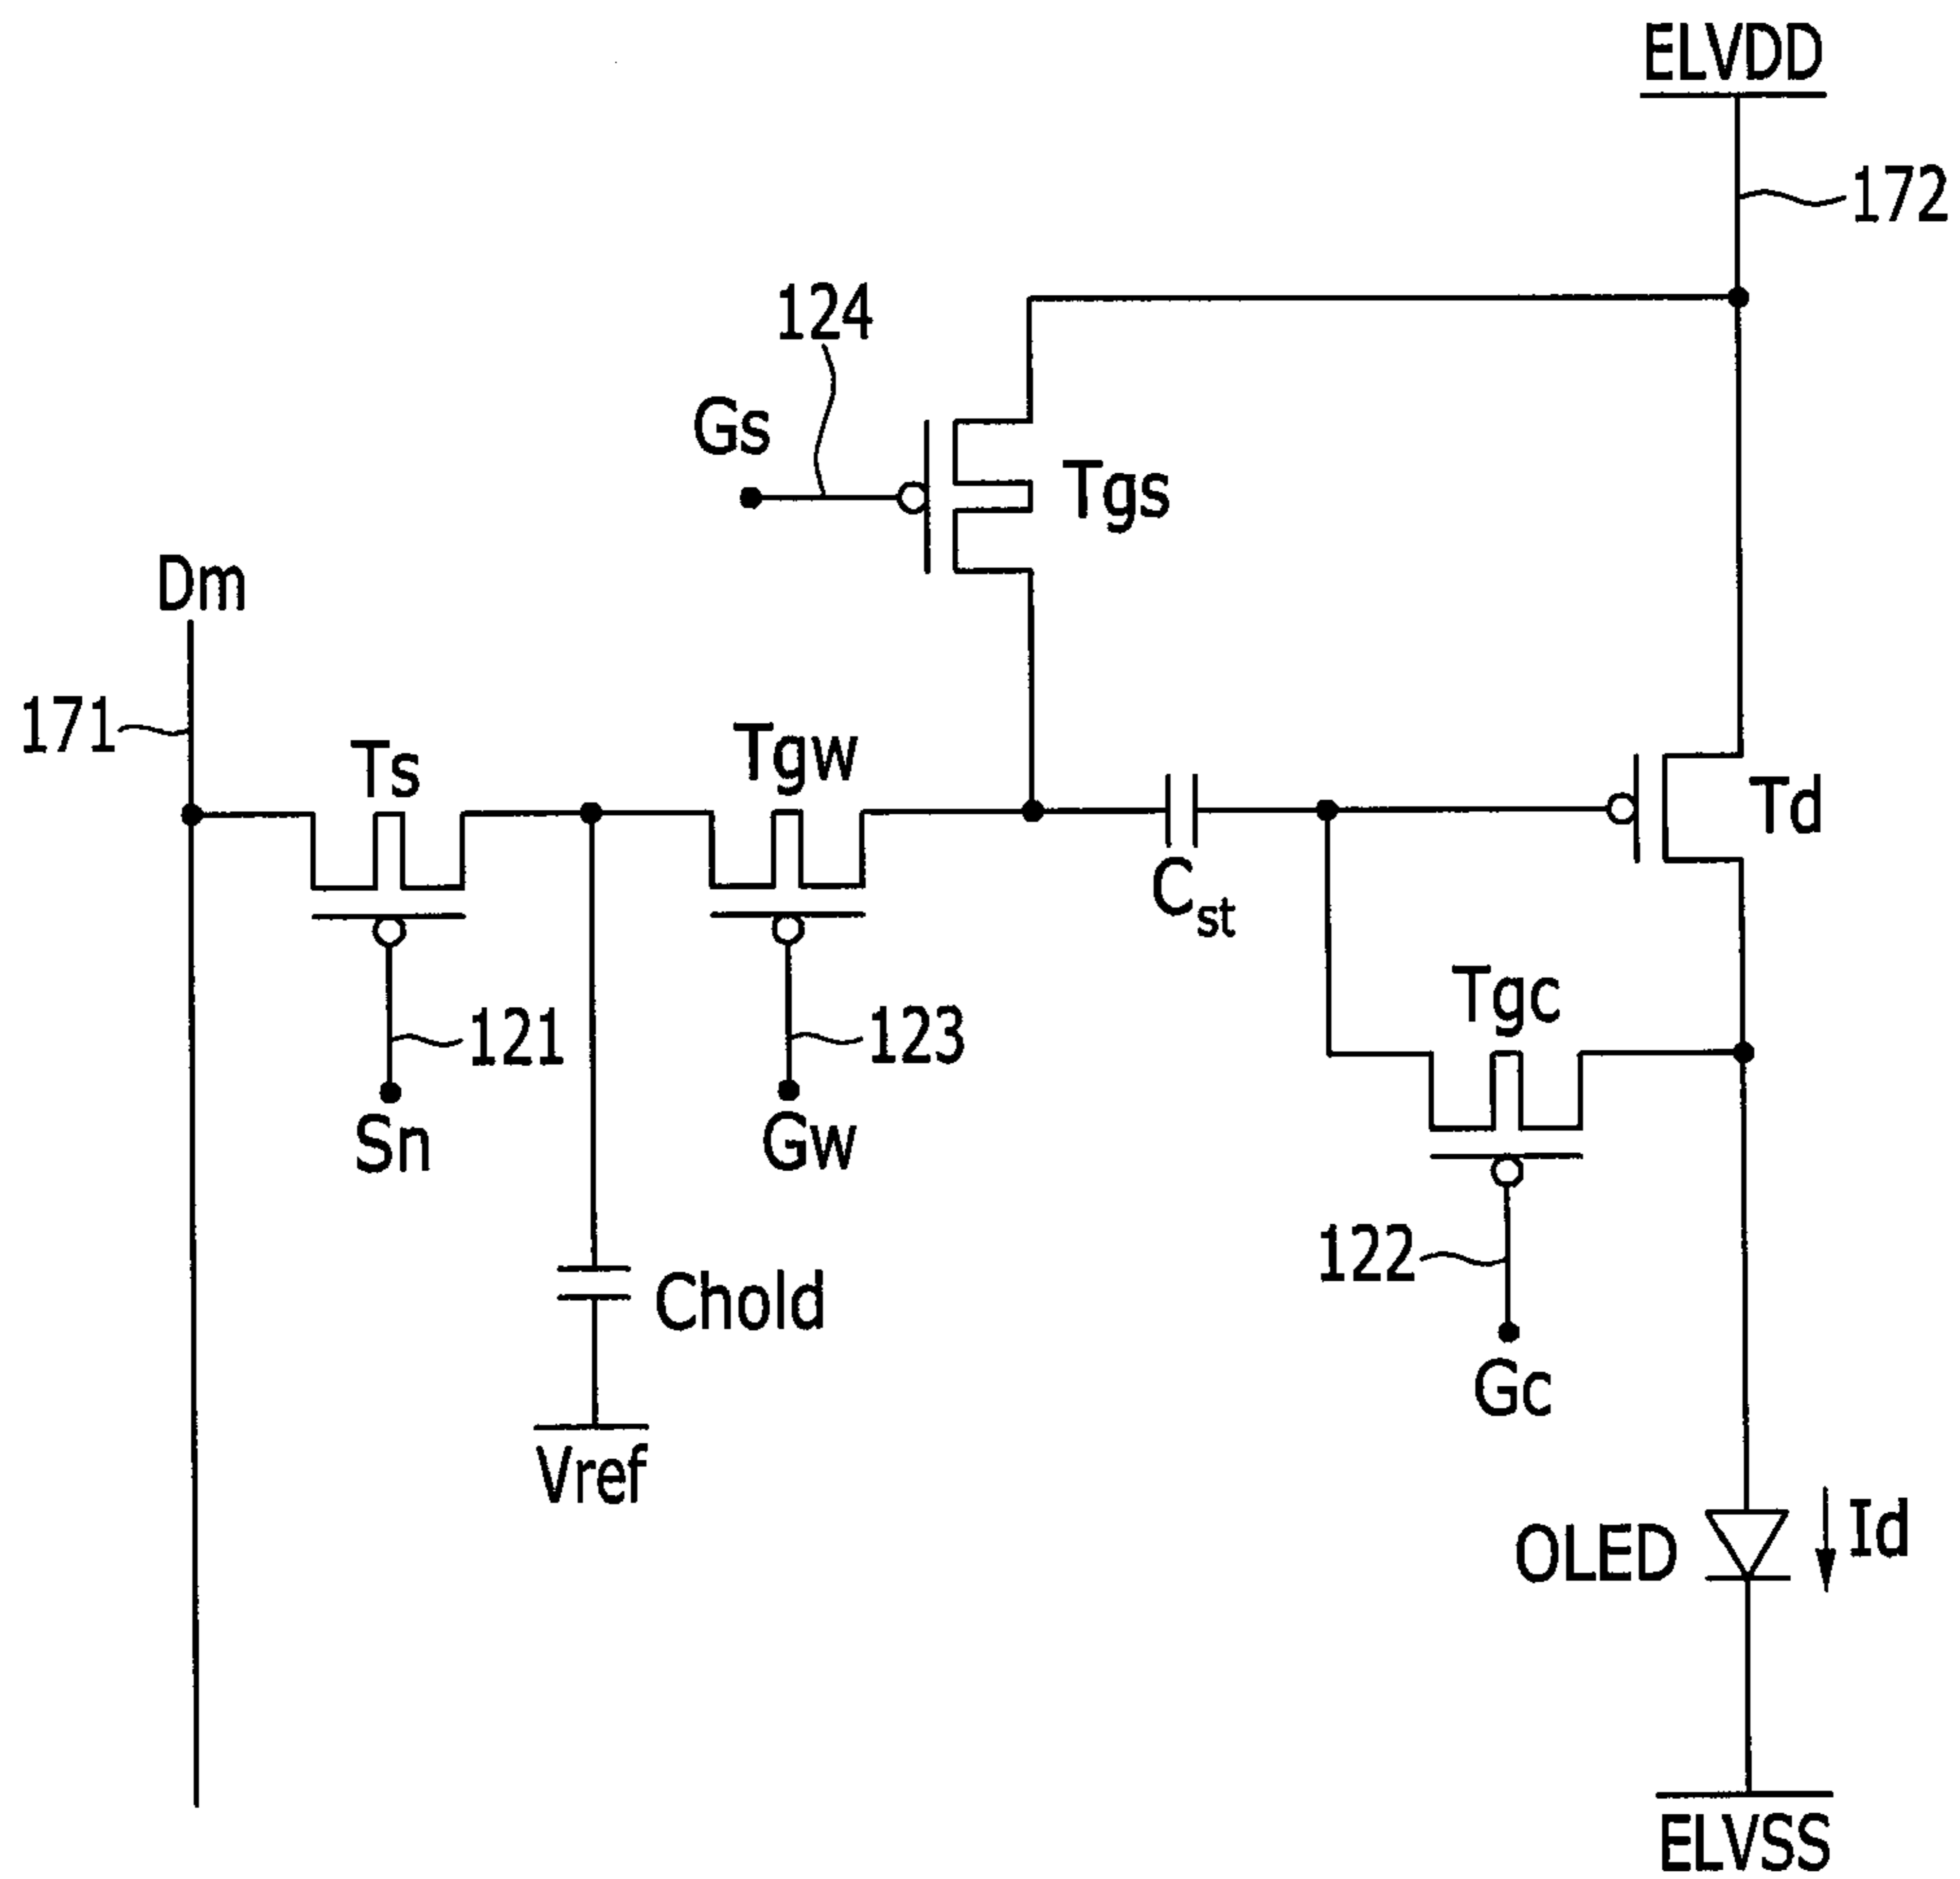 ELVDD
172
124
Gs
Tgs
Dm
171
Ts
Tgw
Td
Cst
Tgc
121
123
Sn
Gw
122
Chold
Gc
Vref
OLED
Id
ELVSS